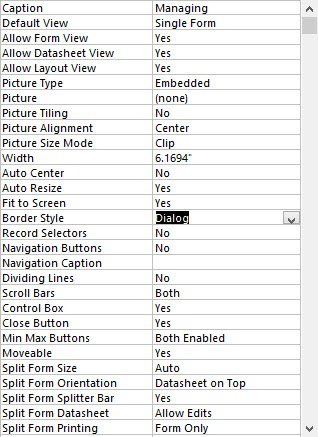 Caption Managing
Default View Single Form
Allow Form View Yes
Allow Datasheet View Yes
Allow Layout View Yes
Picture Type Embedded
Picture (none)
Picture Tiling No
Picture Alignment Center
Picture Size Mode Clip
Width 6.1694"
Auto Center No
Auto Resize Yes
Fit to Screen Yes
Border Style Dialog
Record Selectors No
Navigation Buttons No
Navigation Caption
Dividing Lines No
Scroll Bars Both
Control Box Yes
Close Button Yes
Min Max Buttons Both Enabled
Moveable Yes
Split Form Size Auto
Split Form Orientation Datasheet on Top
Split Form Splitter Bar Yes
Split Form Datasheet Allow Edits
Split Form Printing Form Only